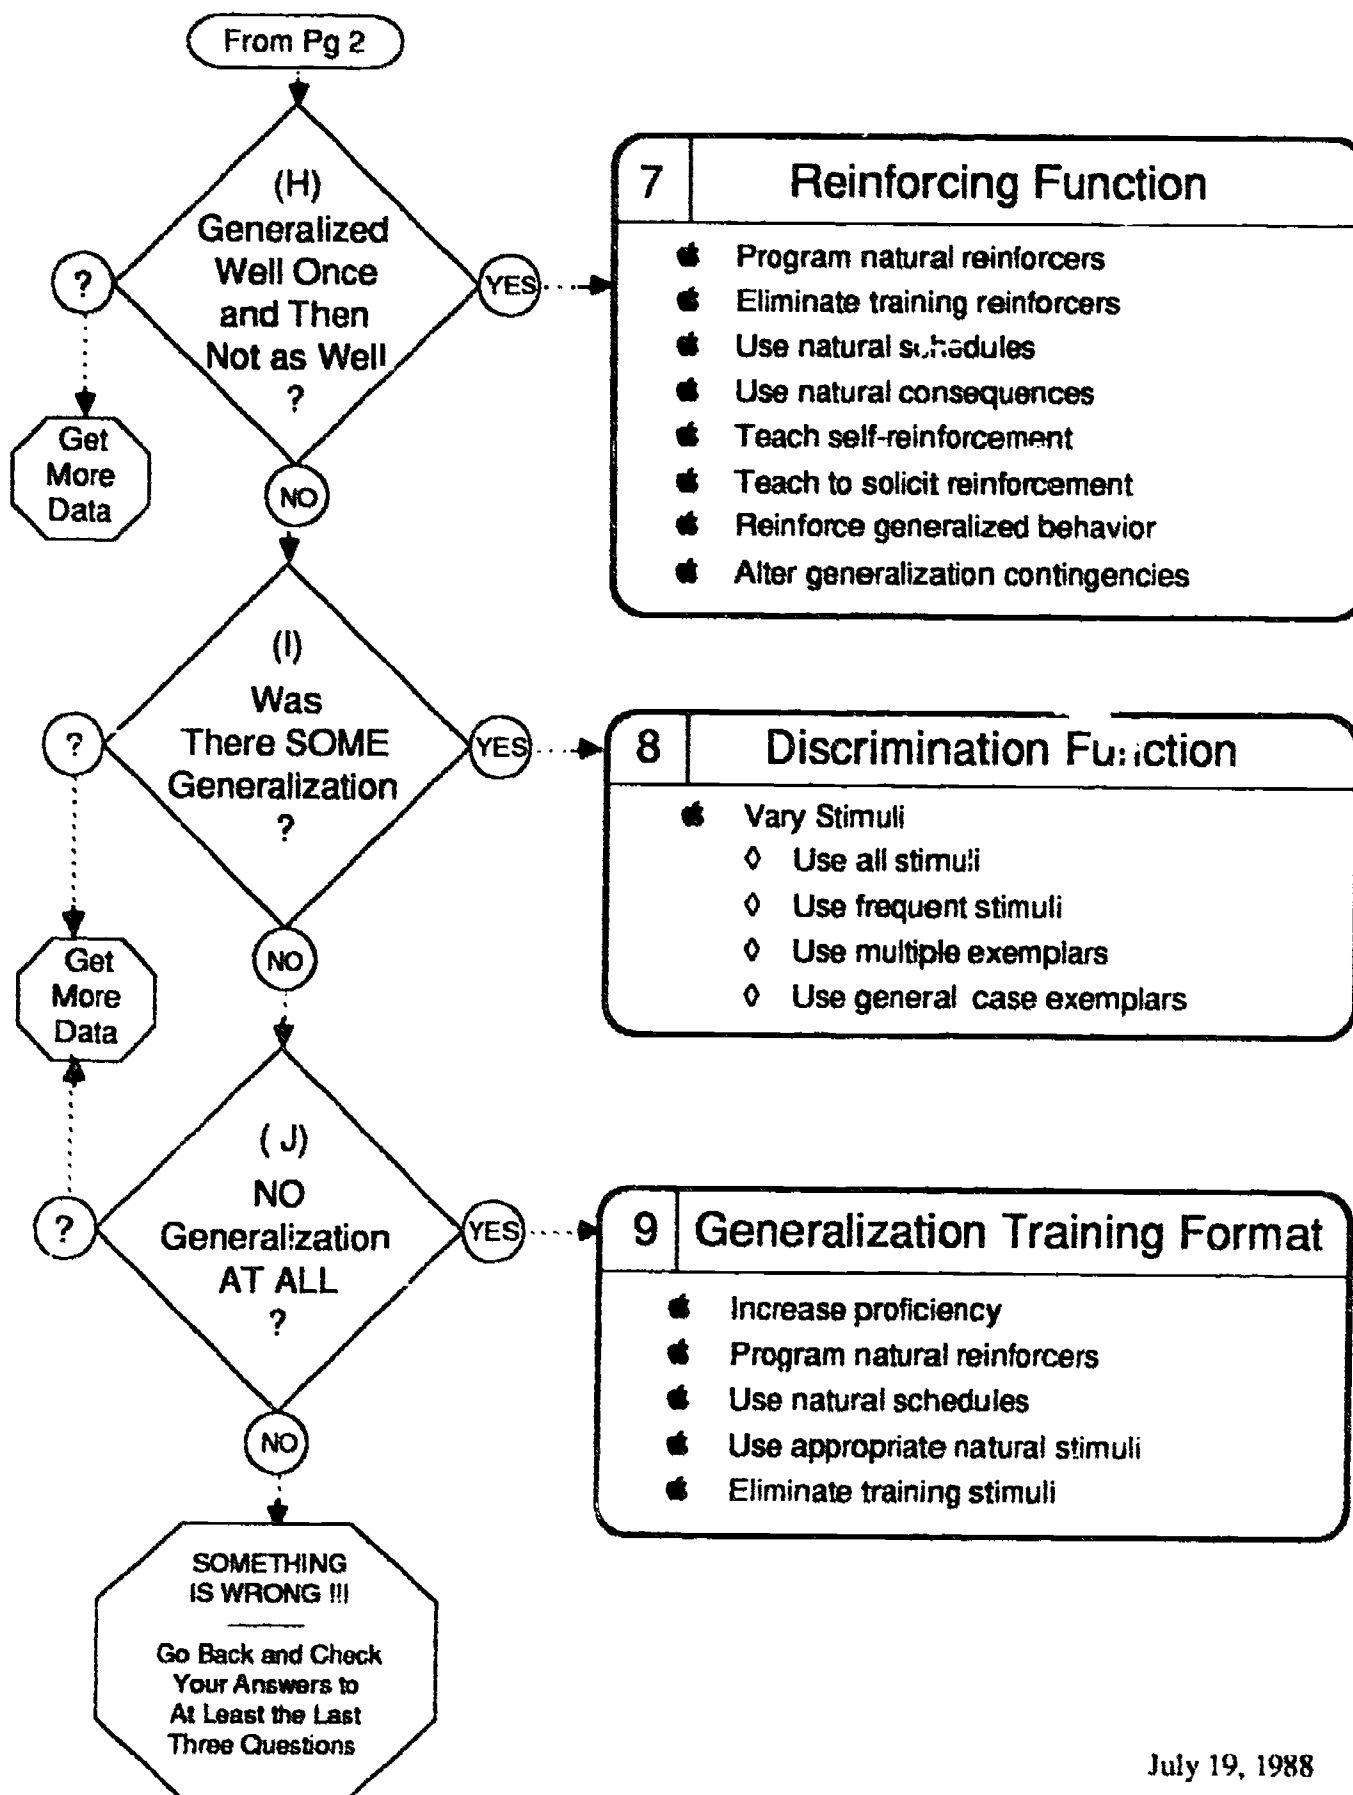 From Pg 2
(H)
Generalized
Well Once
and Then
Not as Well
?
?
YES
NO
Get
More
Data
7 Reinforcing Function
Program natural reinforcers
Eliminate training reinforcers
Use natural schedules
Use natural consequences
Teach self-reinforcement
Teach to solicit reinforcement
Reinforce generalized behavior
Alter generalization contingencies
(I)
Was
There SOME
Generalization
?
?
YES
NO
Get
More
Data
8 Discrimination Function
Vary Stimuli
◊ Use all stimuli
◊ Use frequent stimuli
◊ Use multiple exemplars
◊ Use general case exemplars
( J)
NO
Generalization
AT ALL
?
?
YES
NO
9 Generalization Training Format
Increase proficiency
Program natural reinforcers
Use natural schedules
Use appropriate natural stimuli
Eliminate training stimuli
SOMETHING
IS WRONG !!!
Go Back and Check
Your Answers to
At Least the Last
Three Questions
July 19, 1988